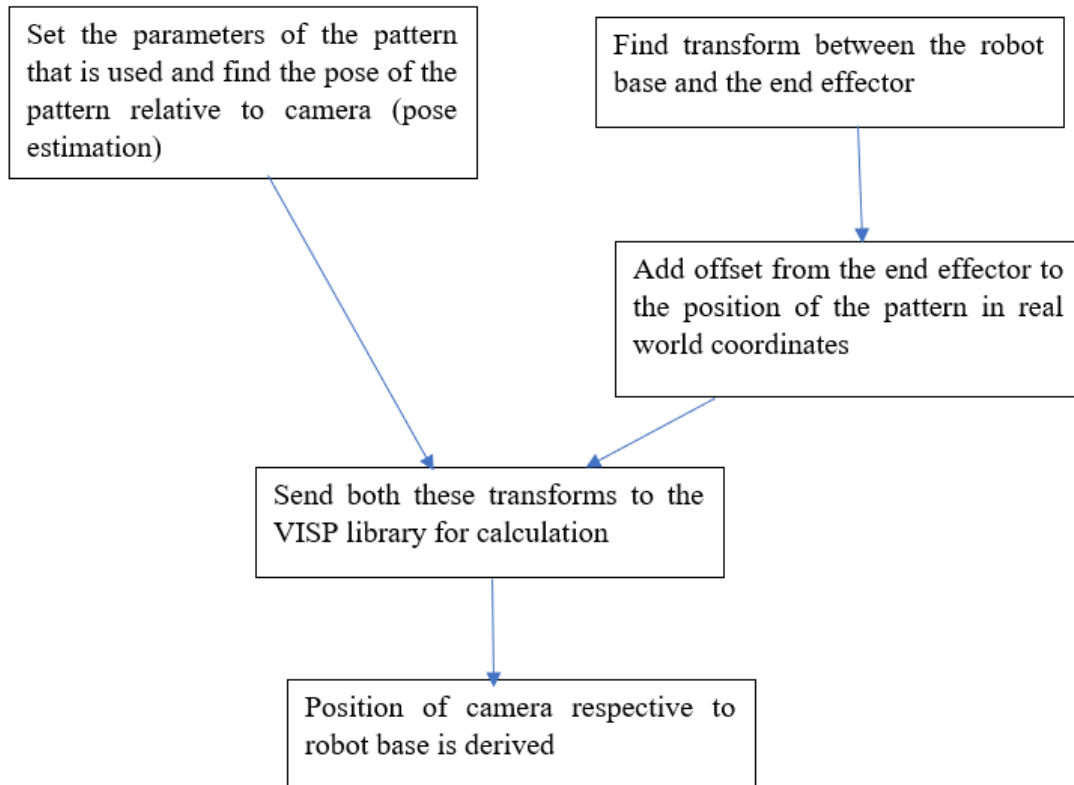 Set the parameters of the pattern
that is used and find the pose of the
pattern relative to camera (pose
estimation)
Find transform between the robot
base and the end effector
Add offset from the end effector to
the position of the pattern in real
world coordinates
Send both these transforms to the
VISP library for calculation
Position of camera respective to
robot base is derived